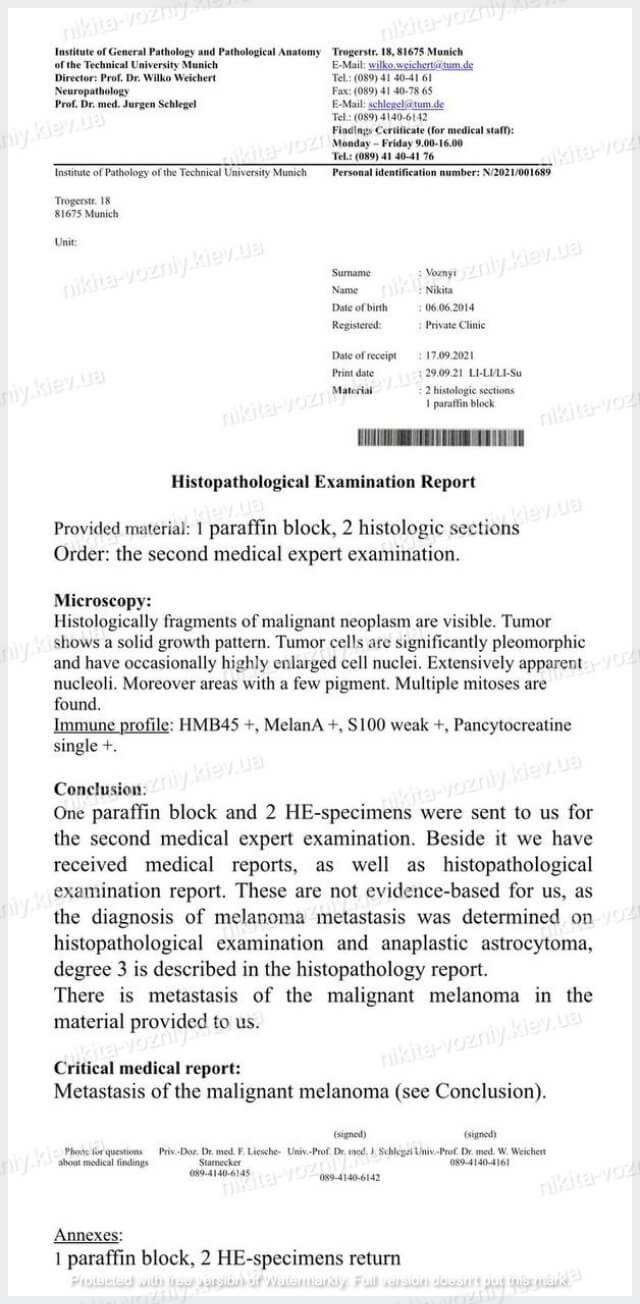 Institute of General Pathology and Pathological Anatomy
of the Technical University Munich
Director: Prof. Dr. Wilko Weichert
Neuropathology
Prof. Dr. med. Jurgen Schlegel
Trogerstr. 18, 81675 Munich
E-Mail: wilko.weichert@tum.de
Tel.: (089) 41 40-41 61
Fax: (089) 41 40-78 65
E-Mail: schlegel@tum.de
Tel.: (089) 4140-6142
Findings Certificate (for medical staff):
Monday – Friday 9.00-16.00
Tel.: (089) 41 40-41 76
Institute of Pathology of the Technical University Munich
Personal identification number: N/2021/001689
Trogerstr. 18
81675 Munich
Unit:
Surname : Voznyi
Name : Nikita
Date of birth : 06.06.2014
Registered: : Private Clinic
Date of receipt : 17.09.2021
Print date : 29.09.21 LI-LI/LI-Su
Material : 2 histologic sections
1 paraffin block
Histopathological Examination Report
Provided material: 1 paraffin block, 2 histologic sections
Order: the second medical expert examination.
Microscopy:
Histologically fragments of malignant neoplasm are visible. Tumor
shows a solid growth pattern. Tumor cells are significantly pleomorphic
and have occasionally highly enlarged cell nuclei. Extensively apparent
nucleoli. Moreover areas with a few pigment. Multiple mitoses are
found.
Immune profile: HMB45 +, MelanA +, S100 weak +, Pancytocreatine
single +.
Conclusion:
One paraffin block and 2 HE-specimens were sent to us for
the second medical expert examination. Beside it we have
received medical reports, as well as histopathological
examination report. These are not evidence-based for us, as
the diagnosis of melanoma metastasis was determined on
histopathological examination and anaplastic astrocytoma,
degree 3 is described in the histopathology report.
There is metastasis of the malignant melanoma in the
material provided to us.
Critical medical report:
Metastasis of the malignant melanoma (see Conclusion).
(signed) (signed)
Phone for questions
about medical findings
Priv.-Doz. Dr. med. F. Liesche-
Starnecker
089-4140-6145
Univ.-Prof. Dr. med. J. Schlegel
089-4140-6142
Univ.-Prof. Dr. med. W. Weichert
089-4140-4161
Annexes:
1 paraffin block, 2 HE-specimens return
Protected with free version of Watermarkly. Full version doesn't put this mark.
nikita-vozniy.kiev.ua